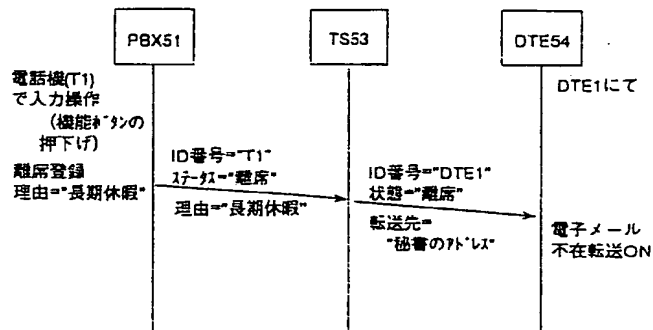 PBX51
TS53
DTE54
電話機(T1)
で入力操作
(機能ボタンの
押下げ)
離席登録
理由="長期休暇"
ID番号="T1"
ステータス="離席"
理由="長期休暇"
ID番号="DTE1"
状態="離席"
転送先=
"秘書のアドレス"
DTE1にて
電子メール
不在転送ON